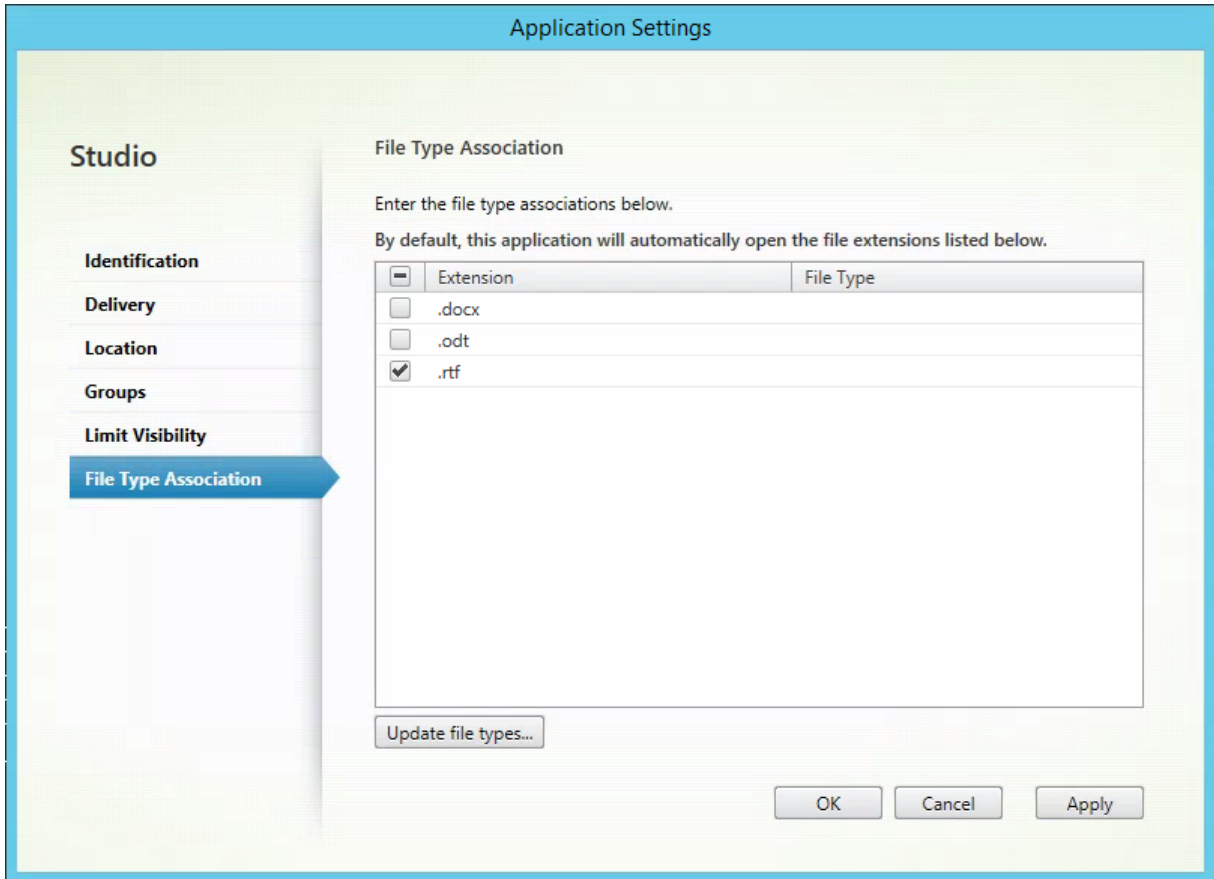 Application Settings
Studio
Identification
Delivery
Location
Groups
Limit Visibility
File Type Association
File Type Association
Enter the file type associations below.
By default, this application will automatically open the file extensions listed below.
Extension File Type
.docx
.odt
.rtf
Update file types...
OK Cancel Apply